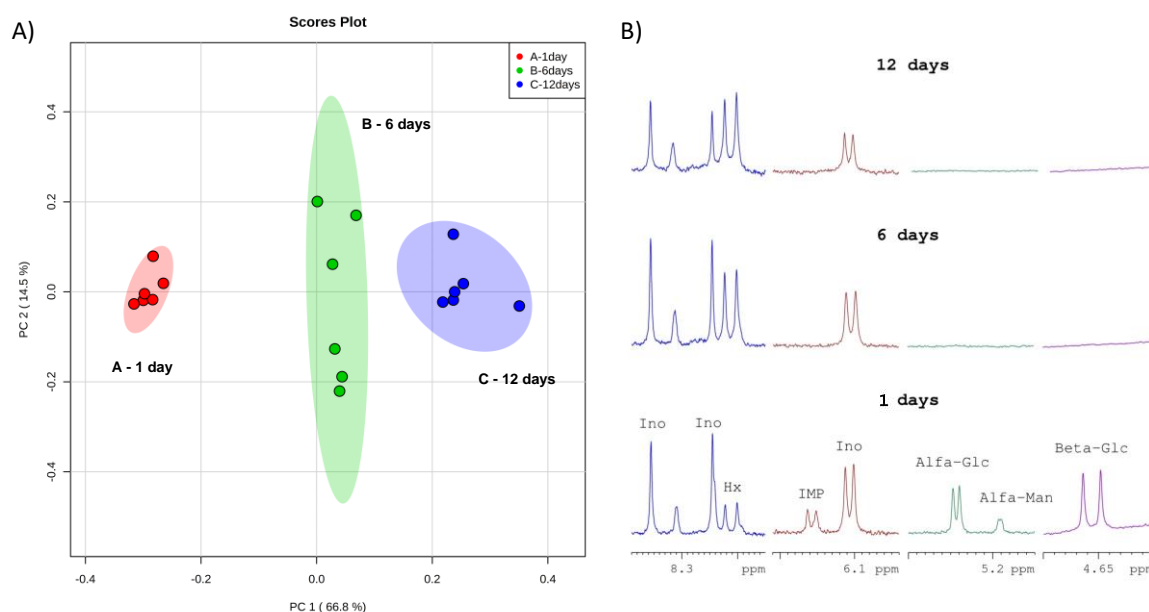 A)
Scores Plot
A-1day
B-6days
C-12days
B - 6 days
A - 1 day
C - 12 days
PC 2 ( 14.5 %)
0.4
0.2
0.0
-0.2
-0.4
-0.4
-0.2
0.0
0.2
0.4
PC 1 ( 66.8 %)
B)
12 days
6 days
1 days
Ino
Ino
Hx
IMP
Ino
Alfa-Glc
Alfa-Man
Beta-Glc
8.3 ppm
6.1 ppm
5.2 ppm
4.65 ppm